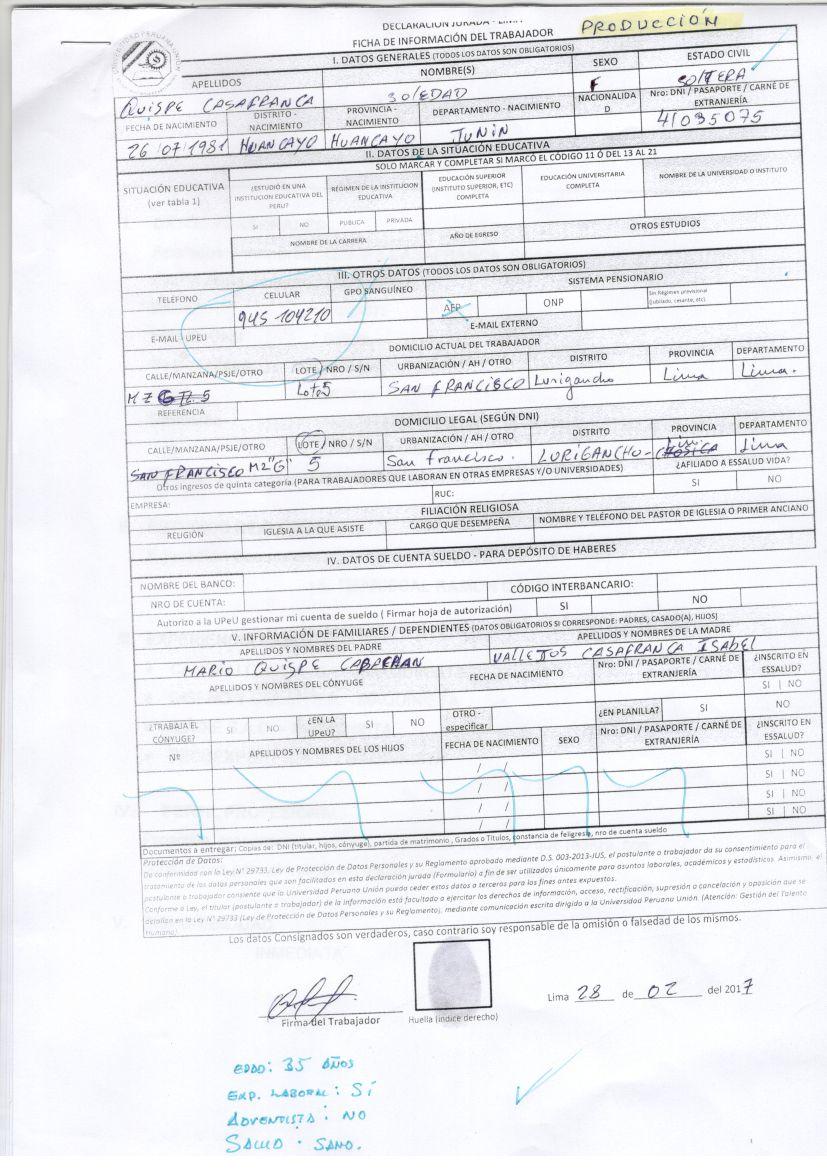 DECLARACIÓN JURADA - LIMA
PRODUCCIÓN
FICHA DE INFORMACIÓN DEL TRABAJADOR
I. DATOS GENERALES (TODOS LOS DATOS SON OBLIGATORIOS)
APELLIDOS NOMBRE(S) SEXO ESTADO CIVIL
QUISPE CASAFRANCA SOLEDAD F SOLTERA
FECHA DE NACIMIENTO DISTRITO - NACIMIENTO PROVINCIA - NACIMIENTO DEPARTAMENTO - NACIMIENTO NACIONALIDAD Nro: DNI / PASAPORTE / CARNÉ DE EXTRANJERÍA
26/07/1981 HUANCAYO HUANCAYO JUNIN 41035075
II. DATOS DE LA SITUACIÓN EDUCATIVA
SOLO MARCAR Y COMPLETAR SI MARCÓ EL CÓDIGO 11 Ó DEL 13 AL 21
SITUACIÓN EDUCATIVA (ver tabla 1) ¿ESTUDIÓ EN UNA INSTITUCION EDUCATIVA DEL PERU? RÉGIMEN DE LA INSTITUCION EDUCATIVA EDUCACIÓN SUPERIOR (INSTITUTO SUPERIOR, ETC) COMPLETA EDUCACIÓN UNIVERSITARIA COMPLETA NOMBRE DE LA UNIVERSIDAD O INSTITUTO
SI NO PUBLICA PRIVADA
NOMBRE DE LA CARRERA AÑO DE EGRESO OTROS ESTUDIOS
III. OTROS DATOS (TODOS LOS DATOS SON OBLIGATORIOS)
TELÉFONO CELULAR GPO SANGUÍNEO SISTEMA PENSIONARIO
945 104210 AFP ONP Sin Régimen previsional (jubilado, cesante, etc)
E-MAIL - UPEU E-MAIL EXTERNO
DOMICILIO ACTUAL DEL TRABAJADOR
CALLE/MANZANA/PSJE/OTRO LOTE / NRO / S/N URBANIZACIÓN / AH / OTRO DISTRITO PROVINCIA DEPARTAMENTO
MZ G Lote 5 SAN FRANCISCO Lurigancho Lima Lima.
REFERENCIA
DOMICILIO LEGAL (SEGÚN DNI)
CALLE/MANZANA/PSJE/OTRO LOTE / NRO / S/N URBANIZACIÓN / AH / OTRO DISTRITO PROVINCIA DEPARTAMENTO
SAN FRANCISCO MZ "G" 5 San Francisco. LURIGANCHO-CHOSICA Lima Lima
Otros ingresos de quinta categoría (PARA TRABAJADORES QUE LABORAN EN OTRAS EMPRESAS Y/O UNIVERSIDADES) ¿AFILIADO A ESSALUD VIDA?
EMPRESA: RUC: SI NO
FILIACIÓN RELIGIOSA
RELIGIÓN IGLESIA A LA QUE ASISTE CARGO QUE DESEMPEÑA NOMBRE Y TELÉFONO DEL PASTOR DE IGLESIA O PRIMER ANCIANO
IV. DATOS DE CUENTA SUELDO - PARA DEPÓSITO DE HABERES
NOMBRE DEL BANCO: CÓDIGO INTERBANCARIO:
NRO DE CUENTA:
Autorizo a la UPeU gestionar mi cuenta de sueldo ( Firmar hoja de autorización) SI NO
V. INFORMACIÓN DE FAMILIARES / DEPENDIENTES (DATOS OBLIGATORIOS SI CORRESPONDE: PADRES, CASADO(A), HIJOS)
APELLIDOS Y NOMBRES DEL PADRE APELLIDOS Y NOMBRES DE LA MADRE
MARIO QUISPE VALLEJOS CASAFRANCA ISABEL
APELLIDOS Y NOMBRES DEL CÓNYUGE FECHA DE NACIMIENTO Nro: DNI / PASAPORTE / CARNÉ DE EXTRANJERÍA ¿INSCRITO EN ESSALUD?
SI | NO
¿TRABAJA EL CÓNYUGE? SI NO ¿EN LA UPeU? SI NO OTRO - especificar ¿EN PLANILLA? SI NO
Nº APELLIDOS Y NOMBRES DEL LOS HIJOS FECHA DE NACIMIENTO SEXO Nro: DNI / PASAPORTE / CARNÉ DE EXTRANJERÍA ¿INSCRITO EN ESSALUD?
/ / SI | NO
/ / SI | NO
/ / SI | NO
/ / SI | NO
Documentos a entregar: Copias de: DNI (titular, hijos, cónyuge), partida de matrimonio , Grados o Títulos, constancia de feligresía, nro de cuenta sueldo
Protección de Datos:
De conformidad con la Ley N° 29733, Ley de Protección de Datos Personales y su Reglamento aprobado mediante D.S. 003-2013-JUS, el postulante o trabajador da su consentimiento para el
tratamiento de los datos personales que son facilitados en esta declaración jurada (Formulario) a fin de ser utilizados únicamente para asuntos laborales, académicos y estadísticos. Asimismo, el
postulante o trabajador consiente que la Universidad Peruana Unión pueda ceder estos datos a terceros para los fines antes expuestos.
Conforme a Ley, el titular (postulante o trabajador) de la información está facultado a ejercitar los derechos de información, acceso, rectificación, supresión o cancelación y oposición que se
detallan en la Ley N° 29733 (Ley de Protección de Datos Personales y su Reglamento), mediante comunicación escrita dirigido a la Universidad Peruana Unión. (Atención: Gestión del Talento
Humano)
Los datos Consignados son verdaderos, caso contrario soy responsable de la omisión o falsedad de los mismos.
Lima 28 de 02 del 2017
Firma del Trabajador Huella (índice derecho)
EDAD: 35 AÑOS
EXP. LABORAL: SÍ
ADVENTISTA: NO
SALUD: SANO.